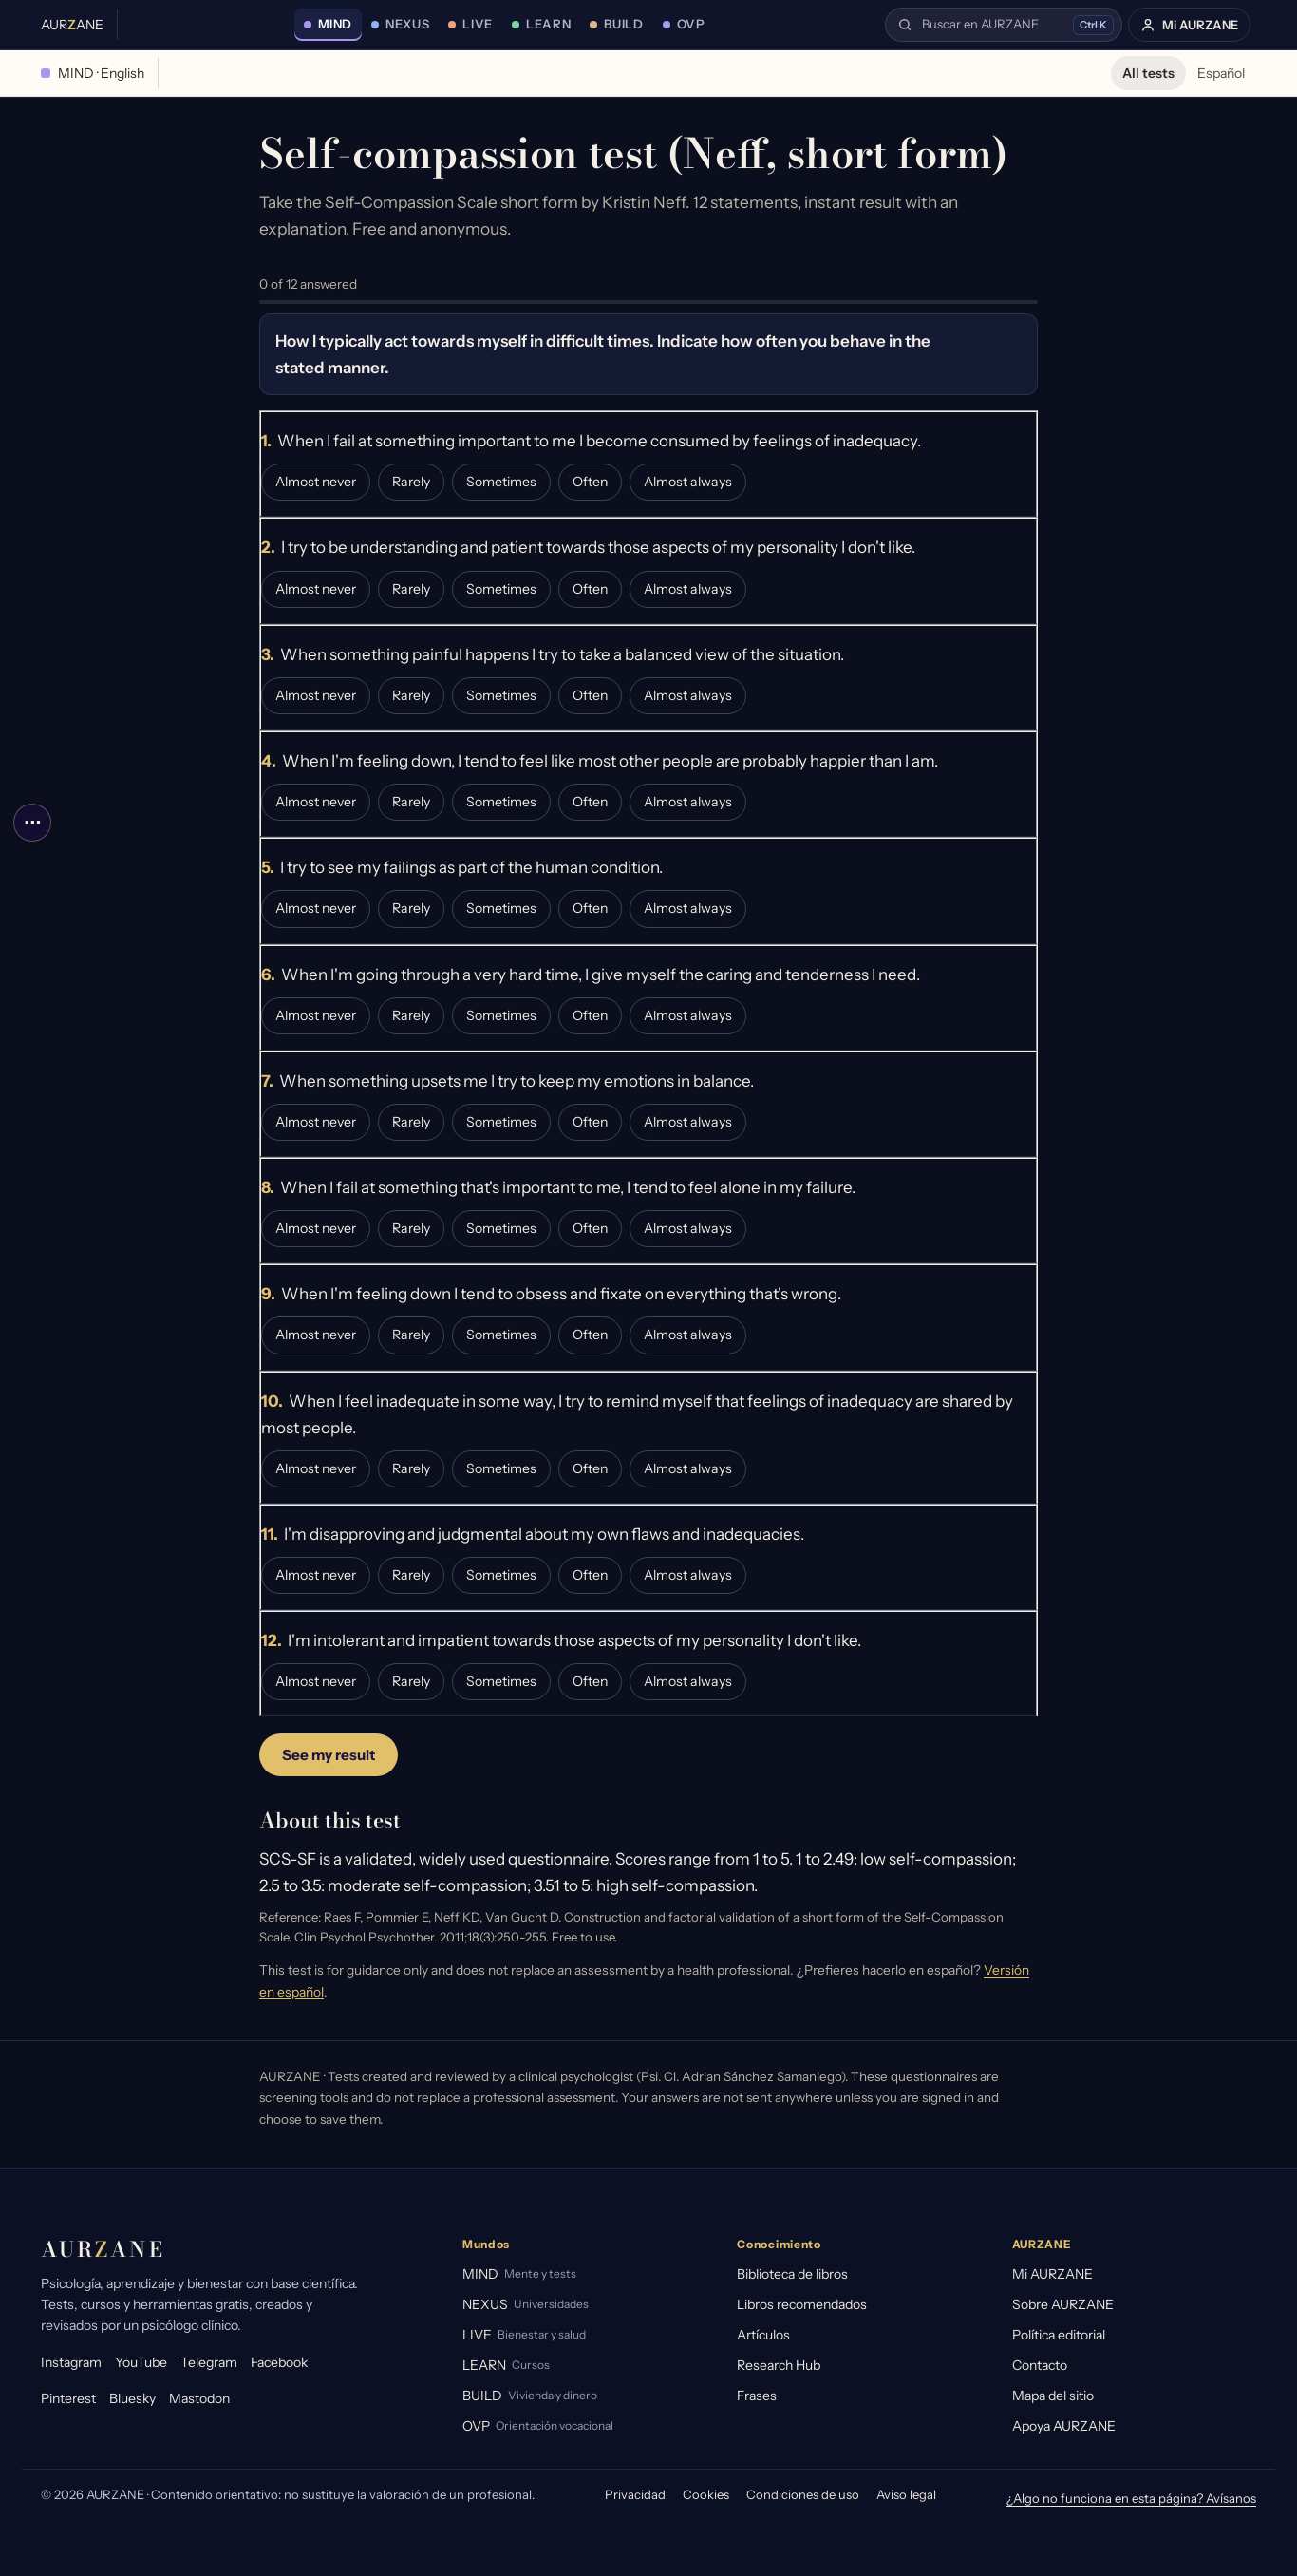 AURZANE
MIND
NEXUS
LIVE
LEARN
BUILD
OVP
Buscar en AURZANE
Ctrl K
Mi AURZANE
MIND · English
All tests
Español
Self-compassion test (Neff, short form)
Take the Self-Compassion Scale short form by Kristin Neff. 12 statements, instant result with an
explanation. Free and anonymous.
0 of 12 answered
How I typically act towards myself in difficult times. Indicate how often you behave in the
stated manner.
1. When I fail at something important to me I become consumed by feelings of inadequacy.
Almost never Rarely Sometimes Often Almost always
2. I try to be understanding and patient towards those aspects of my personality I don't like.
Almost never Rarely Sometimes Often Almost always
3. When something painful happens I try to take a balanced view of the situation.
Almost never Rarely Sometimes Often Almost always
4. When I'm feeling down, I tend to feel like most other people are probably happier than I am.
Almost never Rarely Sometimes Often Almost always
5. I try to see my failings as part of the human condition.
Almost never Rarely Sometimes Often Almost always
6. When I'm going through a very hard time, I give myself the caring and tenderness I need.
Almost never Rarely Sometimes Often Almost always
7. When something upsets me I try to keep my emotions in balance.
Almost never Rarely Sometimes Often Almost always
8. When I fail at something that's important to me, I tend to feel alone in my failure.
Almost never Rarely Sometimes Often Almost always
9. When I'm feeling down I tend to obsess and fixate on everything that's wrong.
Almost never Rarely Sometimes Often Almost always
10. When I feel inadequate in some way, I try to remind myself that feelings of inadequacy are shared by
most people.
Almost never Rarely Sometimes Often Almost always
11. I'm disapproving and judgmental about my own flaws and inadequacies.
Almost never Rarely Sometimes Often Almost always
12. I'm intolerant and impatient towards those aspects of my personality I don't like.
Almost never Rarely Sometimes Often Almost always
See my result
About this test
SCS-SF is a validated, widely used questionnaire. Scores range from 1 to 5. 1 to 2.49: low self-compassion;
2.5 to 3.5: moderate self-compassion; 3.51 to 5: high self-compassion.
Reference: Raes F, Pommier E, Neff KD, Van Gucht D. Construction and factorial validation of a short form of the Self-Compassion
Scale. Clin Psychol Psychother. 2011;18(3):250-255. Free to use.
This test is for guidance only and does not replace an assessment by a health professional. ¿Prefieres hacerlo en español? Versión
en español.
AURZANE · Tests created and reviewed by a clinical psychologist (Psi. Cl. Adrian Sánchez Samaniego). These questionnaires are
screening tools and do not replace a professional assessment. Your answers are not sent anywhere unless you are signed in and
choose to save them.
AURZANE
Psicología, aprendizaje y bienestar con base científica.
Tests, cursos y herramientas gratis, creados y
revisados por un psicólogo clínico.
Instagram YouTube Telegram Facebook
Pinterest Bluesky Mastodon
Mundos
MIND Mente y tests
NEXUS Universidades
LIVE Bienestar y salud
LEARN Cursos
BUILD Vivienda y dinero
OVP Orientación vocacional
Conocimiento
Biblioteca de libros
Libros recomendados
Artículos
Research Hub
Frases
AURZANE
Mi AURZANE
Sobre AURZANE
Política editorial
Contacto
Mapa del sitio
Apoya AURZANE
© 2026 AURZANE · Contenido orientativo: no sustituye la valoración de un profesional.
Privacidad Cookies Condiciones de uso Aviso legal
¿Algo no funciona en esta página? Avísanos